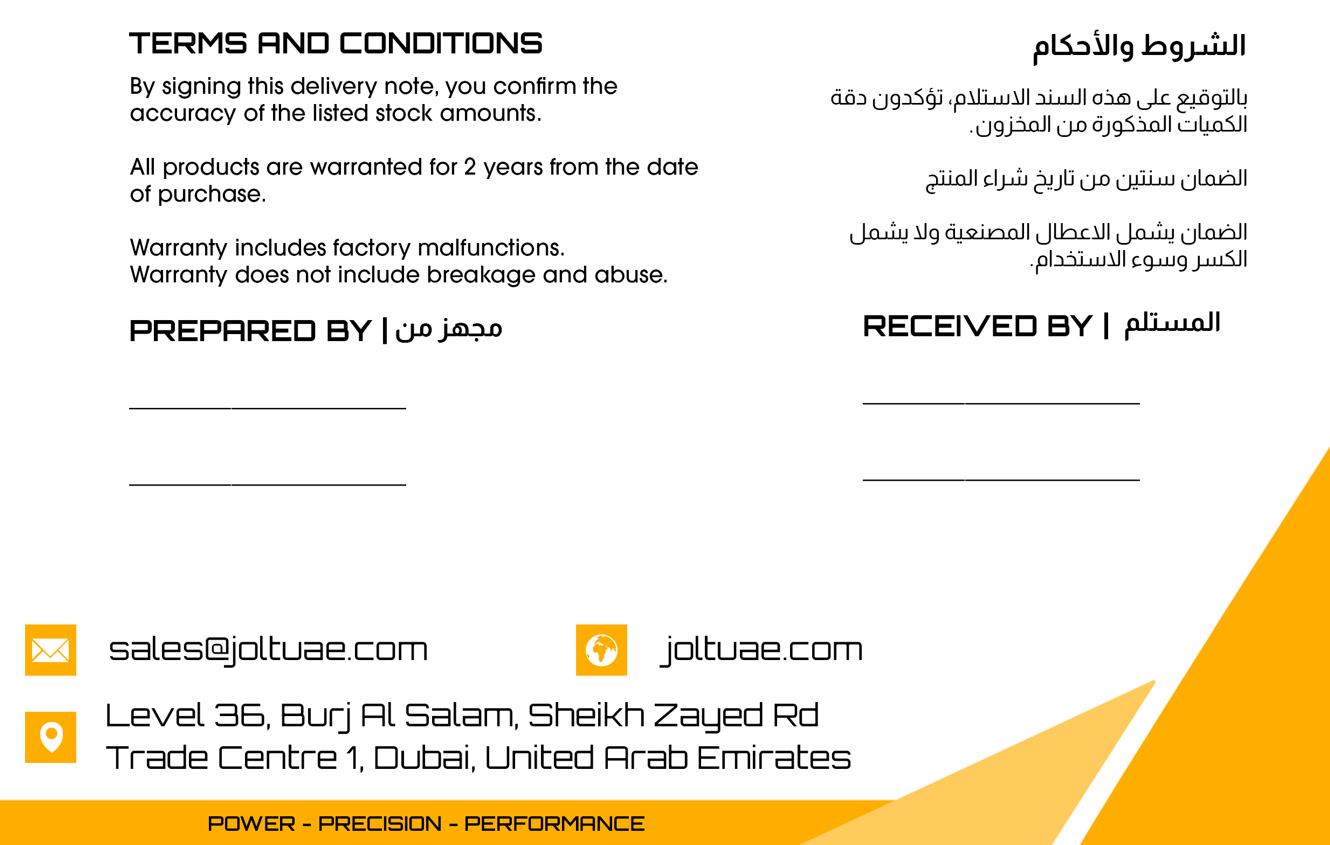 TERMS AND CONDITIONS
By signing this delivery note, you confirm the
accuracy of the listed stock amounts.
All products are warranted for 2 years from the date
of purchase.
Warranty includes factory malfunctions.
Warranty does not include breakage and abuse.
الشروط والأحكام
بالتوقيع على هذه السند الاستلام، تؤكدون دقة
الكميات المذكورة من المخزون.
الضمان سنتين من تاريخ شراء المنتج
الضمان يشمل الاعطال المصنعية ولا يشمل
الكسر وسوء الاستخدام.
PREPARED BY | مجهز من
RECEIVED BY | المستلم
sales@joltuae.com
joltuae.com
Level 36, Burj Al Salam, Sheikh Zayed Rd
Trade Centre 1, Dubai, United Arab Emirates
POWER - PRECISION - PERFORMANCE